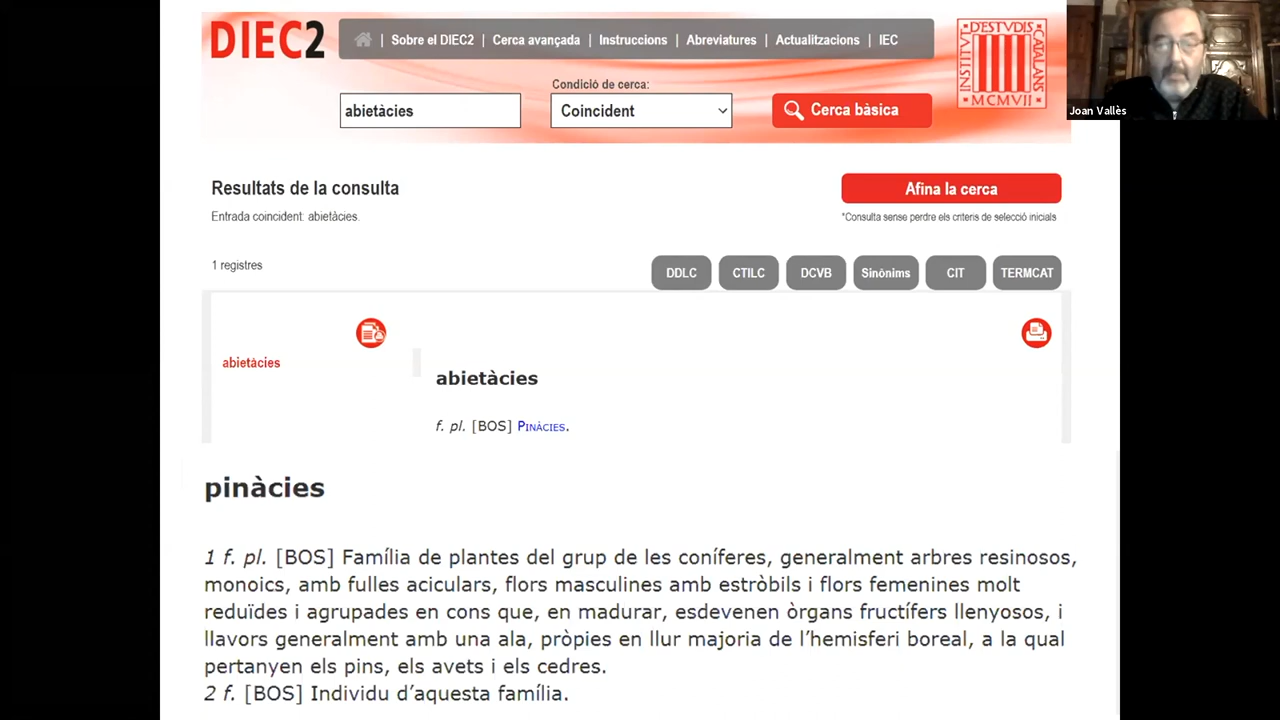 DIEC2
| Sobre el DIEC2 | Cerca avançada | Instruccions | Abreviatures | Actualitzacions | IEC
INSTITUT D'ESTVDIS CATALANS
MCMVII
Condició de cerca:
abietàcies
Coincident
Cerca bàsica
Joan Vallès
Resultats de la consulta
Afina la cerca
Entrada coincident: abietàcies.
*Consulta sense perdre els criteris de selecció inicials
1 registres
DDLC CTILC DCVB Sinònims CIT TERMCAT
abietàcies
abietàcies
f. pl. [BOS] PINÀCIES.
pinàcies
1 f. pl. [BOS] Família de plantes del grup de les coníferes, generalment arbres resinosos,
monoics, amb fulles aciculars, flors masculines amb estròbils i flors femenines molt
reduïdes i agrupades en cons que, en madurar, esdevenen òrgans fructífers llenyosos, i
llavors generalment amb una ala, pròpies en llur majoria de l’hemisferi boreal, a la qual
pertanyen els pins, els avets i els cedres.
2 f. [BOS] Individu d’aquesta família.